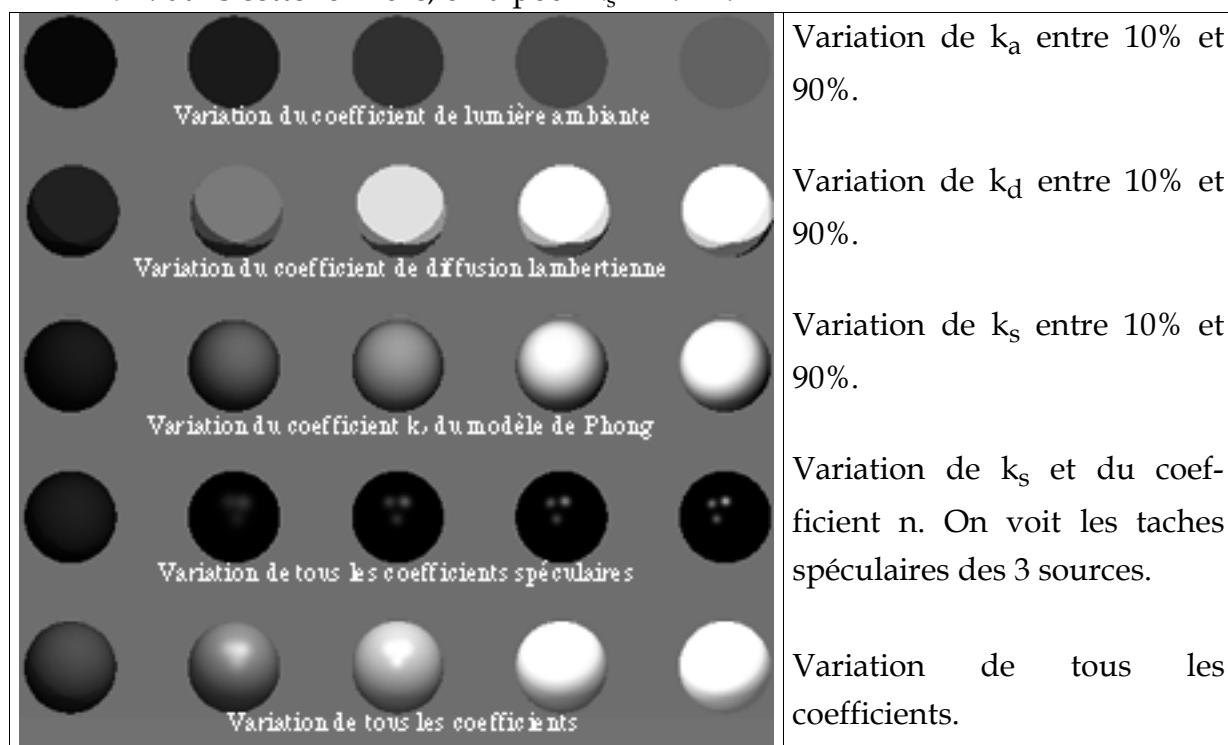 Variation de ka entre 10% et
90%.
Variation du coefficient de lumière ambiante
Variation de kd entre 10% et
90%.
Variation du coefficient de diffusion lambertienne
Variation de ks entre 10% et
90%.
Variation du coefficient ks du modèle de Phong
Variation de ks et du coef-
ficient n. On voit les taches
spéculaires des 3 sources.
Variation de tous les coefficients spéculaires
Variation de tous les
coefficients.
Variation de tous les coefficients